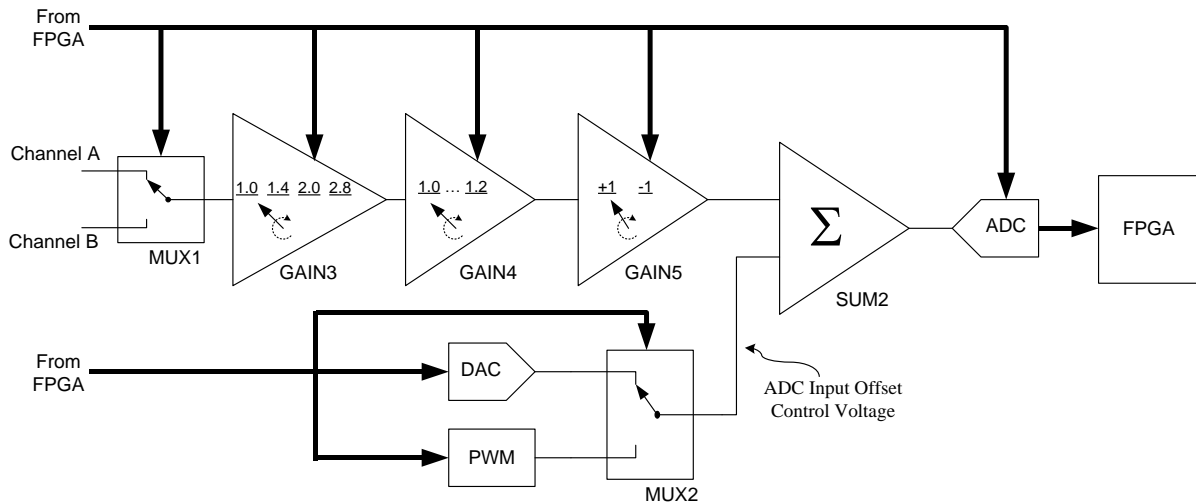 From
FPGA
Channel A
Channel B
MUX1
1.0 1.4 2.0 2.8
GAIN3
1.0 ... 1.2
GAIN4
+1 -1
GAIN5
Σ
SUM2
ADC
FPGA
From
FPGA
DAC
PWM
MUX2
ADC Input Offset
Control Voltage